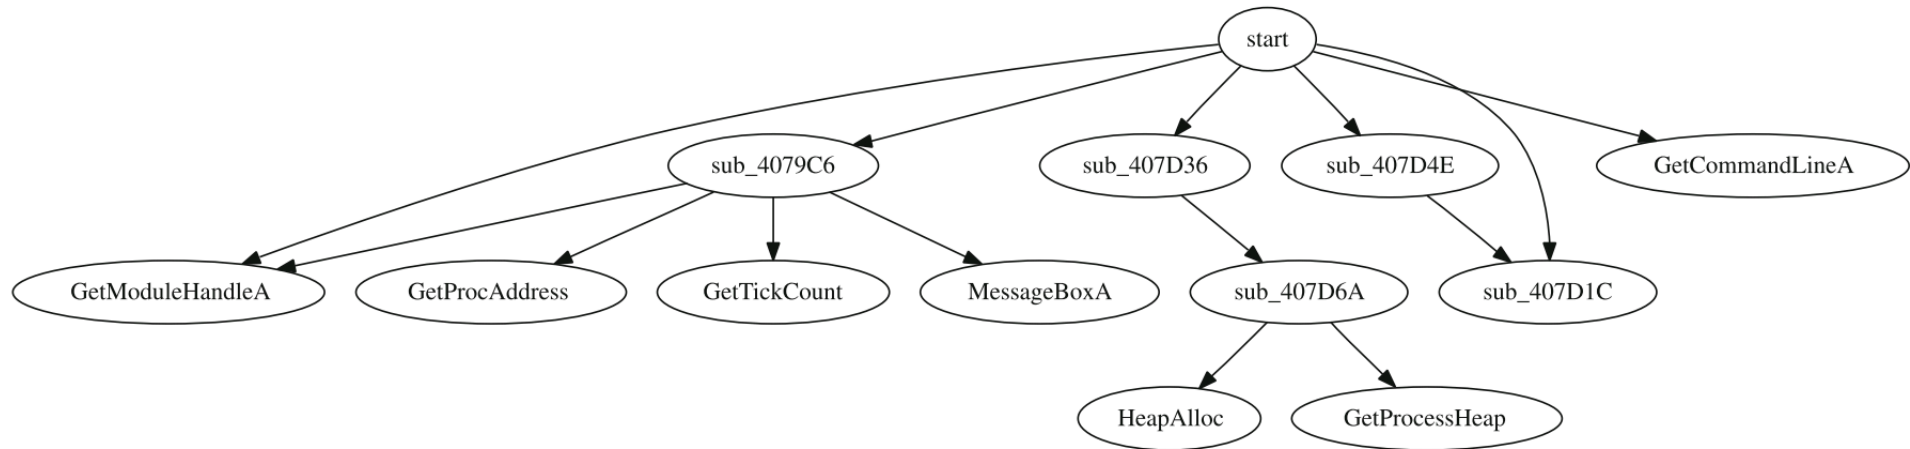 start
sub_4079C6
sub_407D36
sub_407D4E
GetCommandLineA
GetModuleHandleA
GetProcAddress
GetTickCount
MessageBoxA
sub_407D6A
sub_407D1C
HeapAlloc
GetProcessHeap